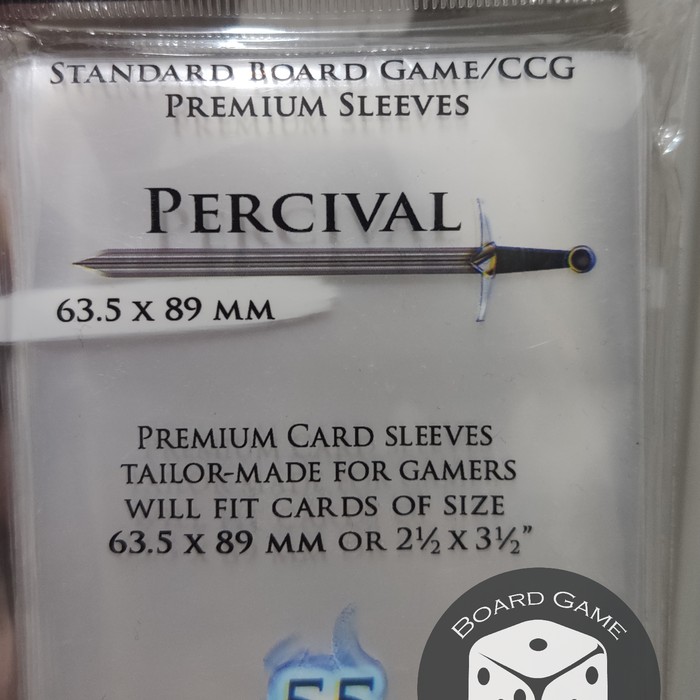 STANDARD BOARD GAME/CCG
PREMIUM SLEEVES
PERCIVAL
63.5 X 89 MM
PREMIUM CARD SLEEVES
TAILOR-MADE FOR GAMERS
WILL FIT CARDS OF SIZE
63.5 X 89 MM OR 2½ X 3½”
55
BOARD GAME